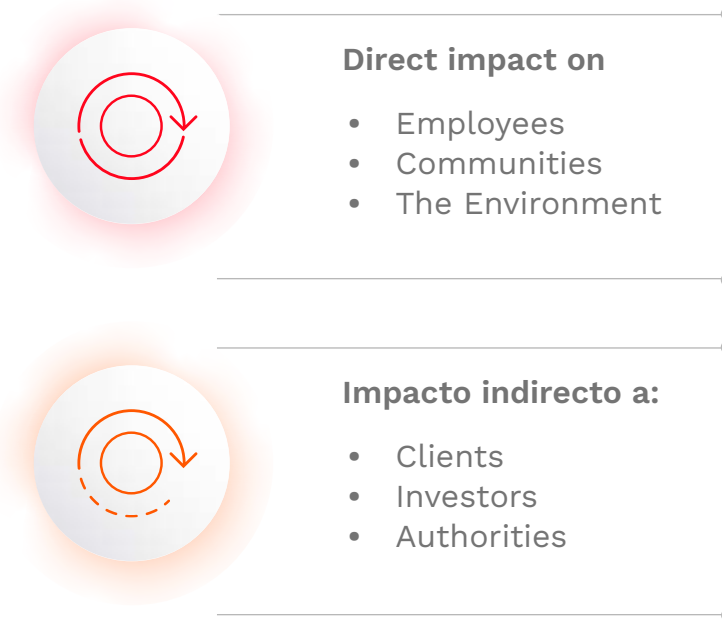 Direct impact on
• Employees
• Communities
• The Environment
Impacto indirecto a:
• Clients
• Investors
• Authorities